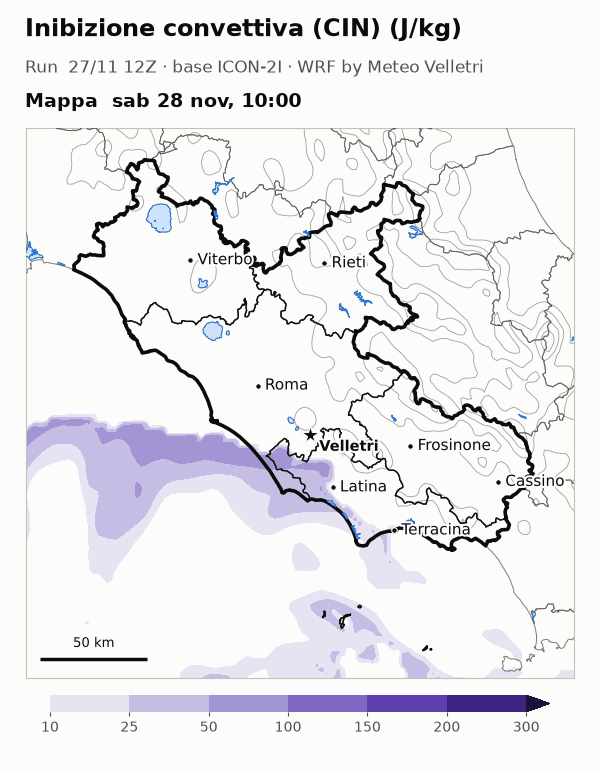 Inibizione convettiva (CIN) (J/kg)
Run  27/11 12Z · base ICON-2I · WRF by Meteo Velletri
Mappa  sab 28 nov, 10:00
Viterbo
Rieti
Roma
Velletri
Frosinone
Cassino
Latina
Terracina
50 km
10 25 50 100 150 200 300